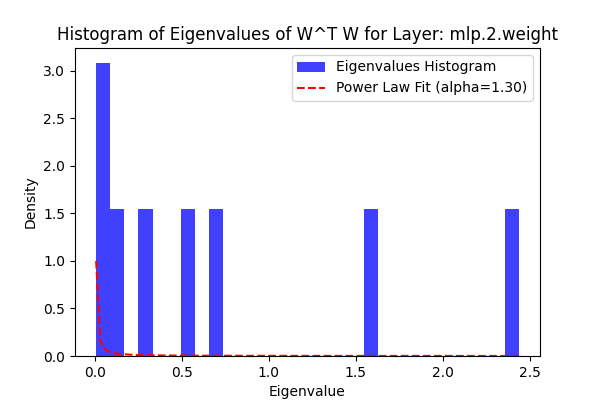 Histogram of Eigenvalues of W^T W for Layer: mlp.2.weight
Eigenvalues Histogram
Power Law Fit (alpha=1.30)
Density
3.0
2.5
2.0
1.5
1.0
0.5
0.0
0.0 0.5 1.0 1.5 2.0 2.5
Eigenvalue